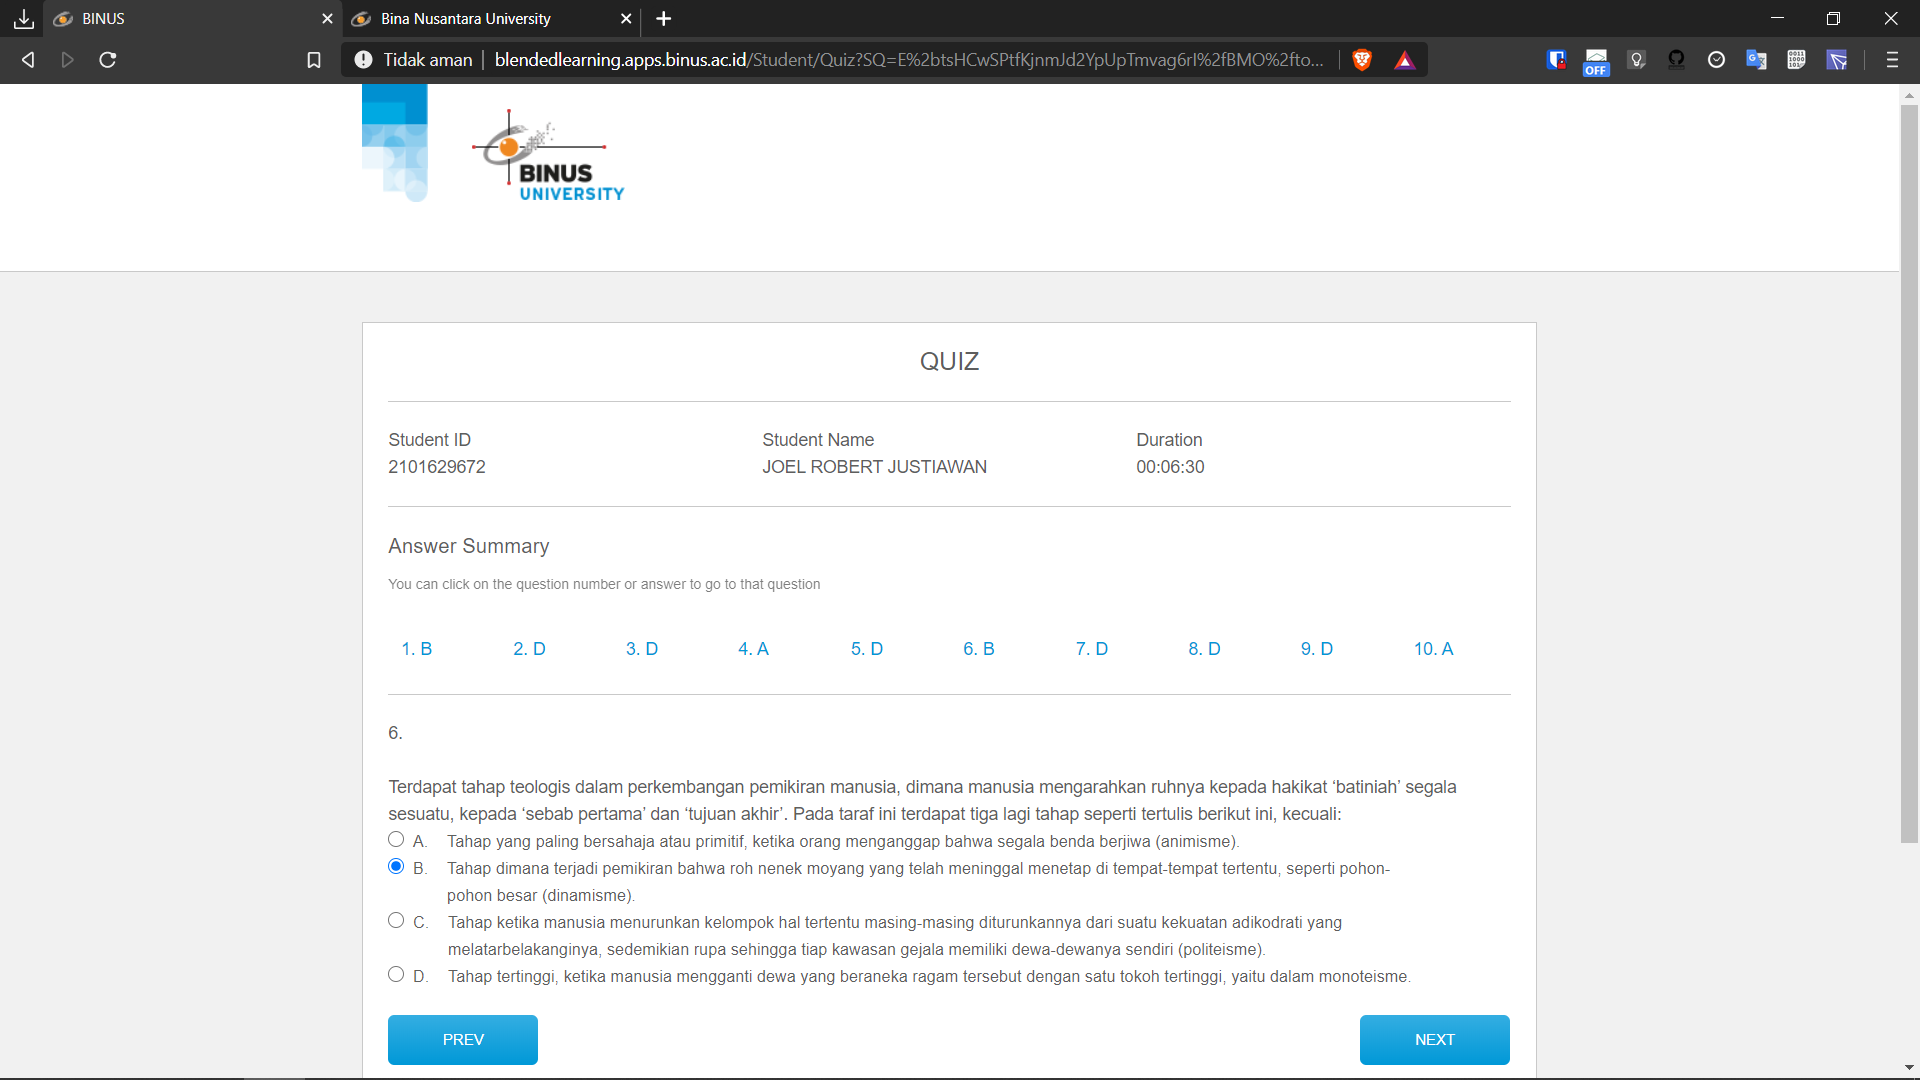 BINUS
Bina Nusantara University
Tidak aman
blendedlearning.apps.binus.ac.id/Student/Quiz?SQ=E%2btsHCwSPtfKjnmJd2YpUpTmvag6rI%2fBMO%2fto...
OFF
BINUS
UNIVERSITY
QUIZ
Student ID
Student Name
Duration
2101629672
JOEL ROBERT JUSTIAWAN
00:06:30
Answer Summary
You can click on the question number or answer to go to that question
1. B 2. D 3. D 4. A 5. D 6. B 7. D 8. D 9. D 10. A
6.
Terdapat tahap teologis dalam perkembangan pemikiran manusia, dimana manusia mengarahkan ruhnya kepada hakikat ‘batiniah’ segala
sesuatu, kepada ‘sebab pertama’ dan ‘tujuan akhir’. Pada taraf ini terdapat tiga lagi tahap seperti tertulis berikut ini, kecuali:
A. Tahap yang paling bersahaja atau primitif, ketika orang menganggap bahwa segala benda berjiwa (animisme).
B. Tahap dimana terjadi pemikiran bahwa roh nenek moyang yang telah meninggal menetap di tempat-tempat tertentu, seperti pohon-
pohon besar (dinamisme).
C. Tahap ketika manusia menurunkan kelompok hal tertentu masing-masing diturunkannya dari suatu kekuatan adikodrati yang
melatarbelakanginya, sedemikian rupa sehingga tiap kawasan gejala memiliki dewa-dewanya sendiri (politeisme).
D. Tahap tertinggi, ketika manusia mengganti dewa yang beraneka ragam tersebut dengan satu tokoh tertinggi, yaitu dalam monoteisme.
PREV
NEXT